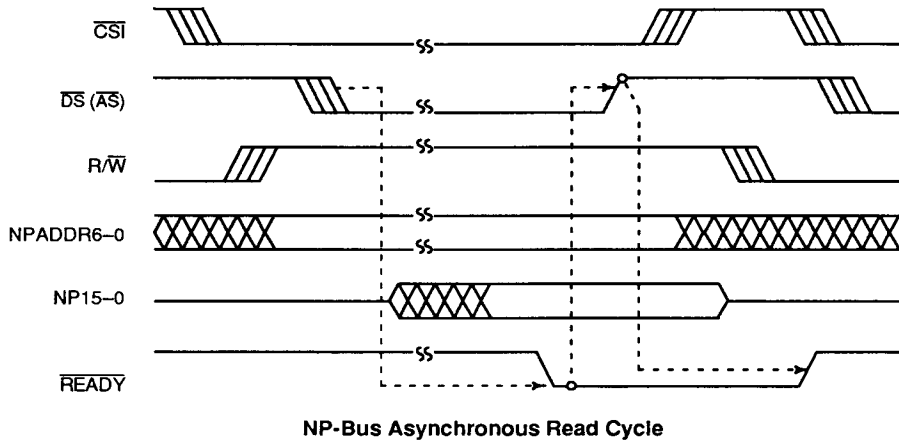 CSI
DS (AS)
R/W
NPADDR6–0
NP15–0
READY
NP-Bus Asynchronous Read Cycle